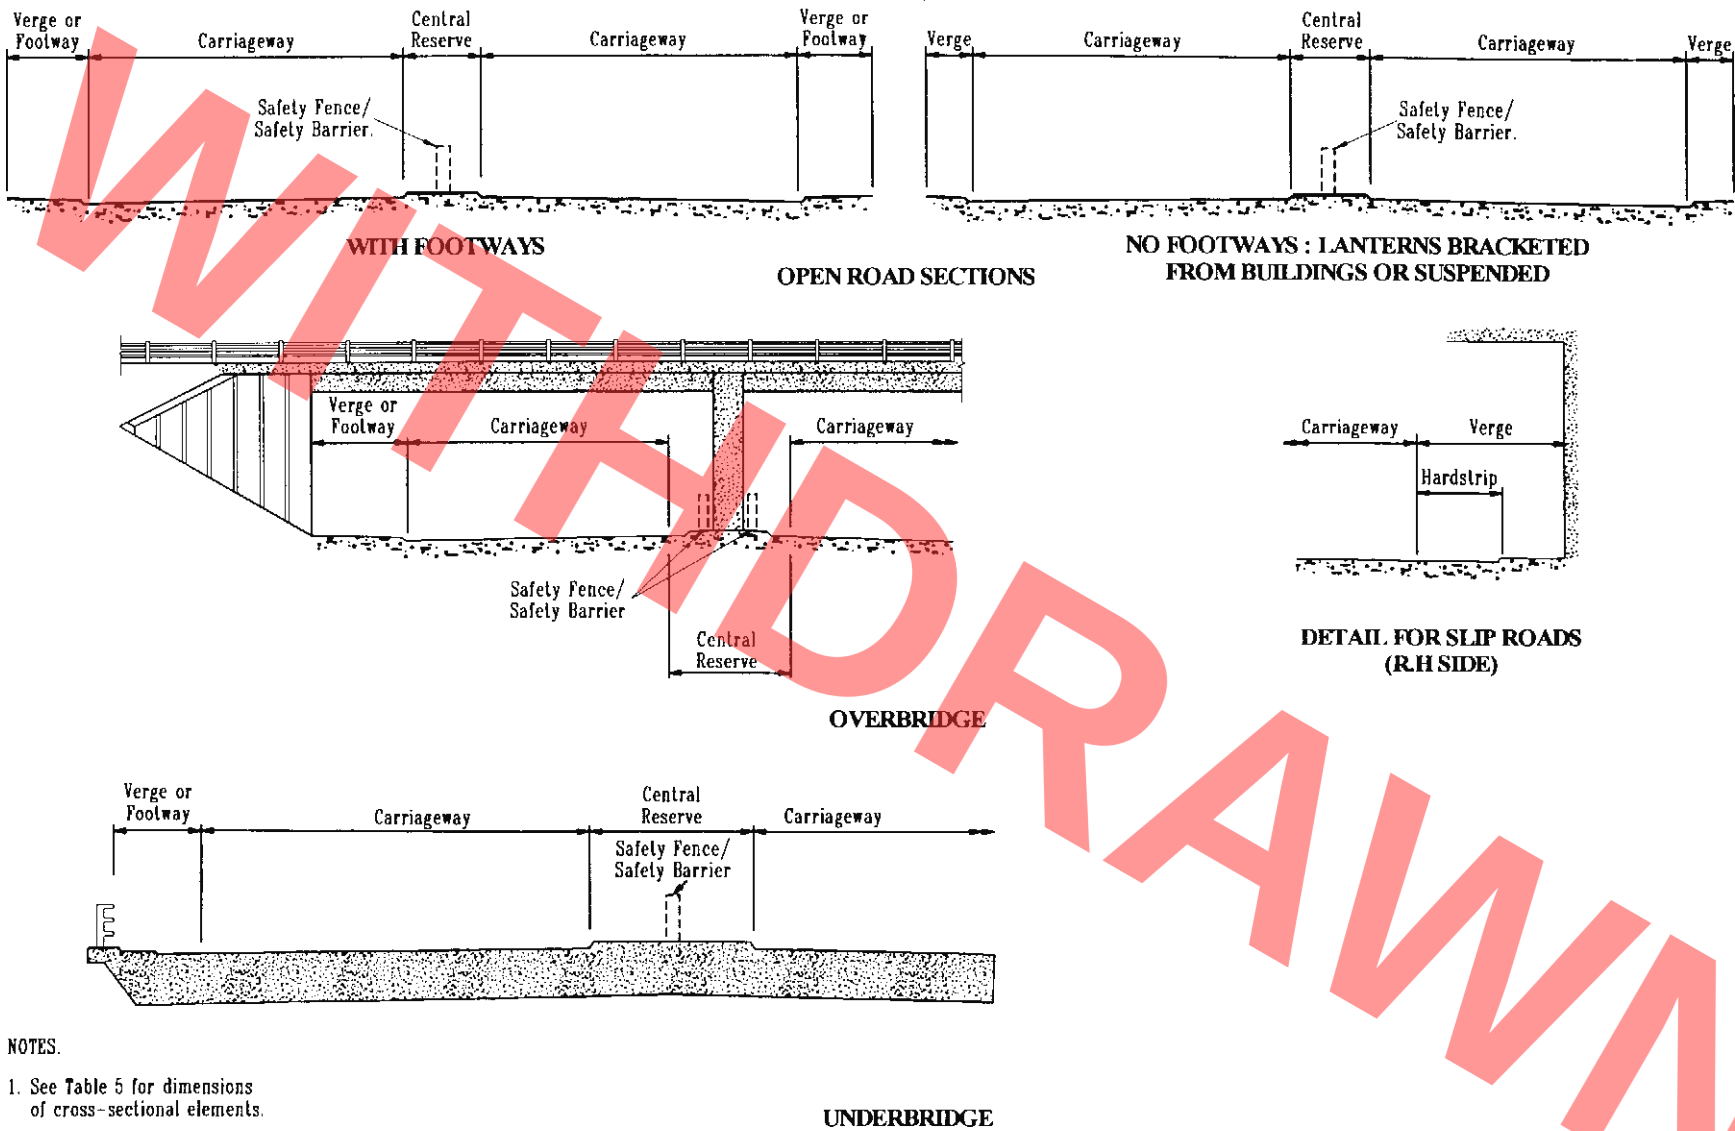 Verge or
Footway
Carriageway
Central
Reserve
Carriageway
Verge or
Footway
Safety Fence/
Safety Barrier.
WITH FOOTWAYS
Verge
Carriageway
Central
Reserve
Carriageway
Verge
Safety Fence/
Safety Barrier.
NO FOOTWAYS : LANTERNS BRACKETED
FROM BUILDINGS OR SUSPENDED
OPEN ROAD SECTIONS
Verge or
Footway
Carriageway
Carriageway
Safety Fence/
Safety Barrier
Central
Reserve
OVERBRIDGE
Carriageway
Verge
Hardstrip
DETAIL FOR SLIP ROADS
(R.H SIDE)
Verge or
Footway
Carriageway
Central
Reserve
Carriageway
Safety Fence/
Safety Barrier
UNDERBRIDGE
NOTES.
1. See Table 5 for dimensions
of cross-sectional elements.
WITHDRAWN